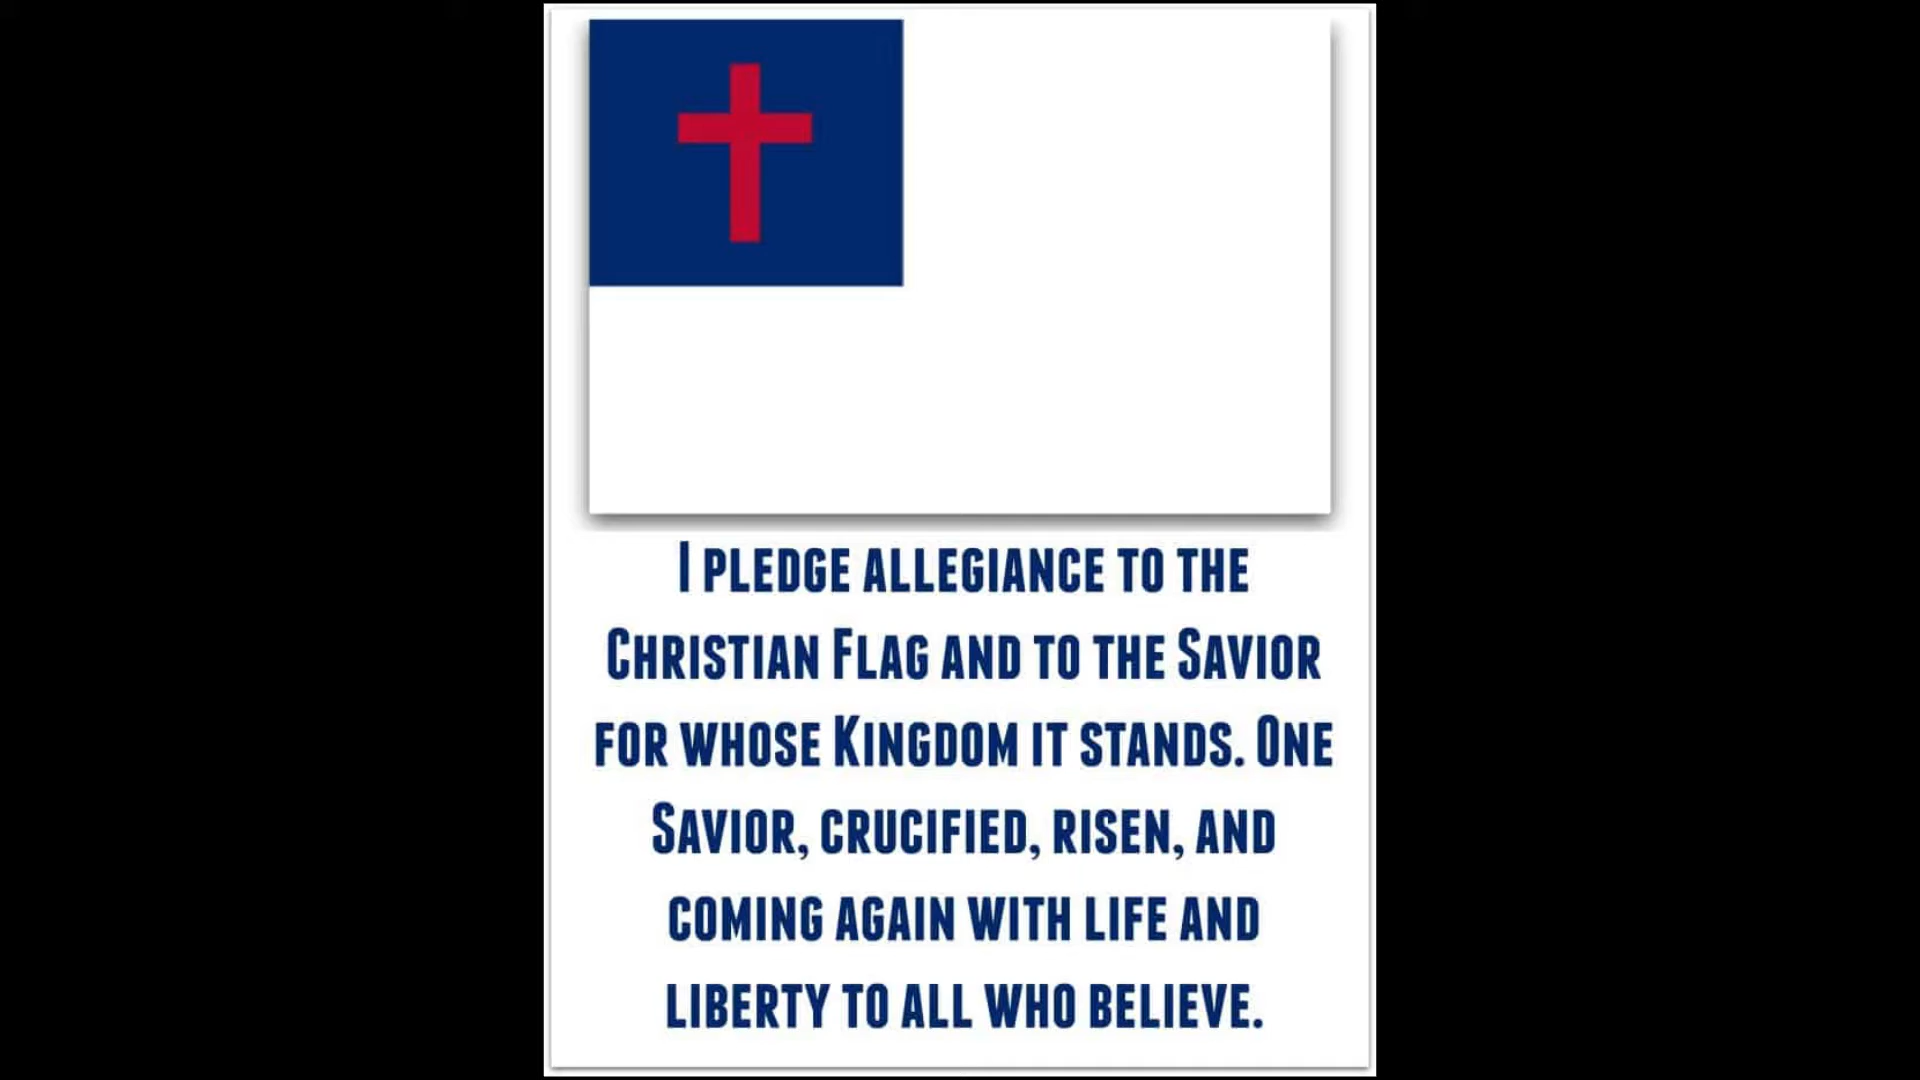 I pledge allegiance to the
Christian Flag and to the Savior
for whose Kingdom it stands. One
Savior, crucified, risen, and
coming again with life and
liberty to all who believe.